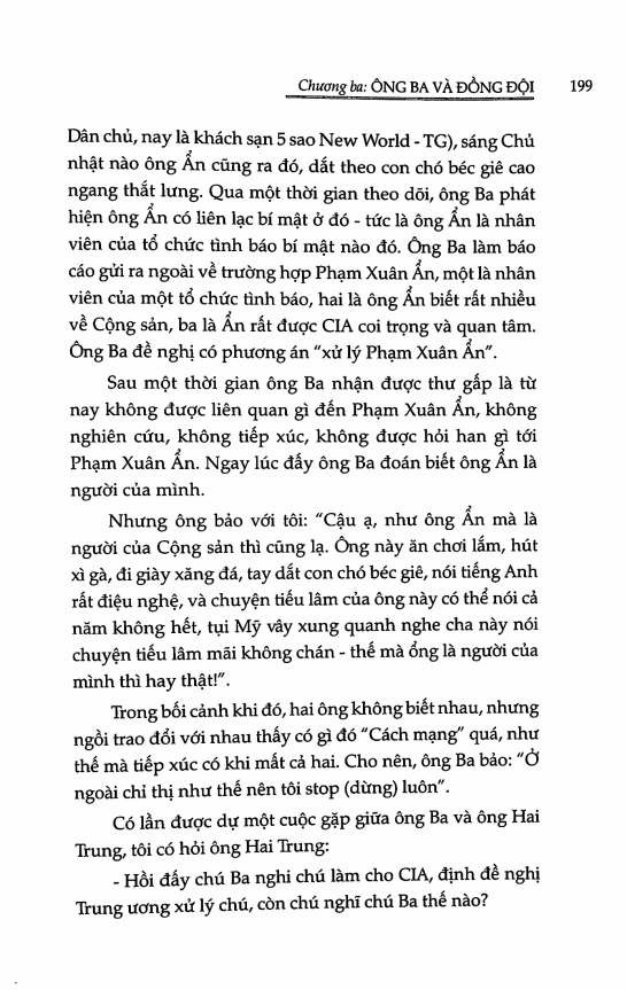 Chương ba: ÔNG BA VÀ ĐỒNG ĐỘI 199
Dân chủ, nay là khách sạn 5 sao New World - TG), sáng Chủ
nhật nào ông Ẩn cũng ra đó, dắt theo con chó béc giê cao
ngang thắt lưng. Qua một thời gian theo dõi, ông Ba phát
hiện ông Ẩn có liên lạc bí mật ở đó - tức là ông Ẩn là nhân
viên của tổ chức tình báo bí mật nào đó. Ông Ba làm báo
cáo gửi ra ngoài về trường hợp Phạm Xuân Ẩn, một là nhân
viên của một tổ chức tình báo, hai là ông Ẩn biết rất nhiều
về Cộng sản, ba là Ẩn rất được CIA coi trọng và quan tâm.
Ông Ba đề nghị có phương án "xử lý Phạm Xuân Ẩn".
Sau một thời gian ông Ba nhận được thư gấp là từ
nay không được liên quan gì đến Phạm Xuân Ẩn, không
nghiên cứu, không tiếp xúc, không được hỏi han gì tới
Phạm Xuân Ẩn. Ngay lúc đấy ông Ba đoán biết ông Ẩn là
người của mình.
Nhưng ông bảo với tôi: "Cậu ạ, như ông Ẩn mà là
người của Cộng sản thì cũng lạ. Ông này ăn chơi lắm, hút
xì gà, đi giày xăng đá, tay dắt con chó béc giê, nói tiếng Anh
rất điệu nghệ, và chuyện tiếu lâm của ông này có thể nói cả
năm không hết, tụi Mỹ vây xung quanh nghe cha này nói
chuyện tiếu lâm mãi không chán - thế mà ổng là người của
mình thì hay thật!".
Trong bối cảnh khi đó, hai ông không biết nhau, nhưng
ngồi trao đổi với nhau thấy có gì đó "Cách mạng" quá, như
thế mà tiếp xúc có khi mất cả hai. Cho nên, ông Ba bảo: "Ở
ngoài chỉ thị như thế nên tôi stop (dừng) luôn".
Có lần được dự một cuộc gặp giữa ông Ba và ông Hai
Trung, tôi có hỏi ông Hai Trung:
- Hồi đấy chú Ba nghi chú làm cho CIA, định đề nghị
Trung ương xử lý chú, còn chú nghĩ chú Ba thế nào?